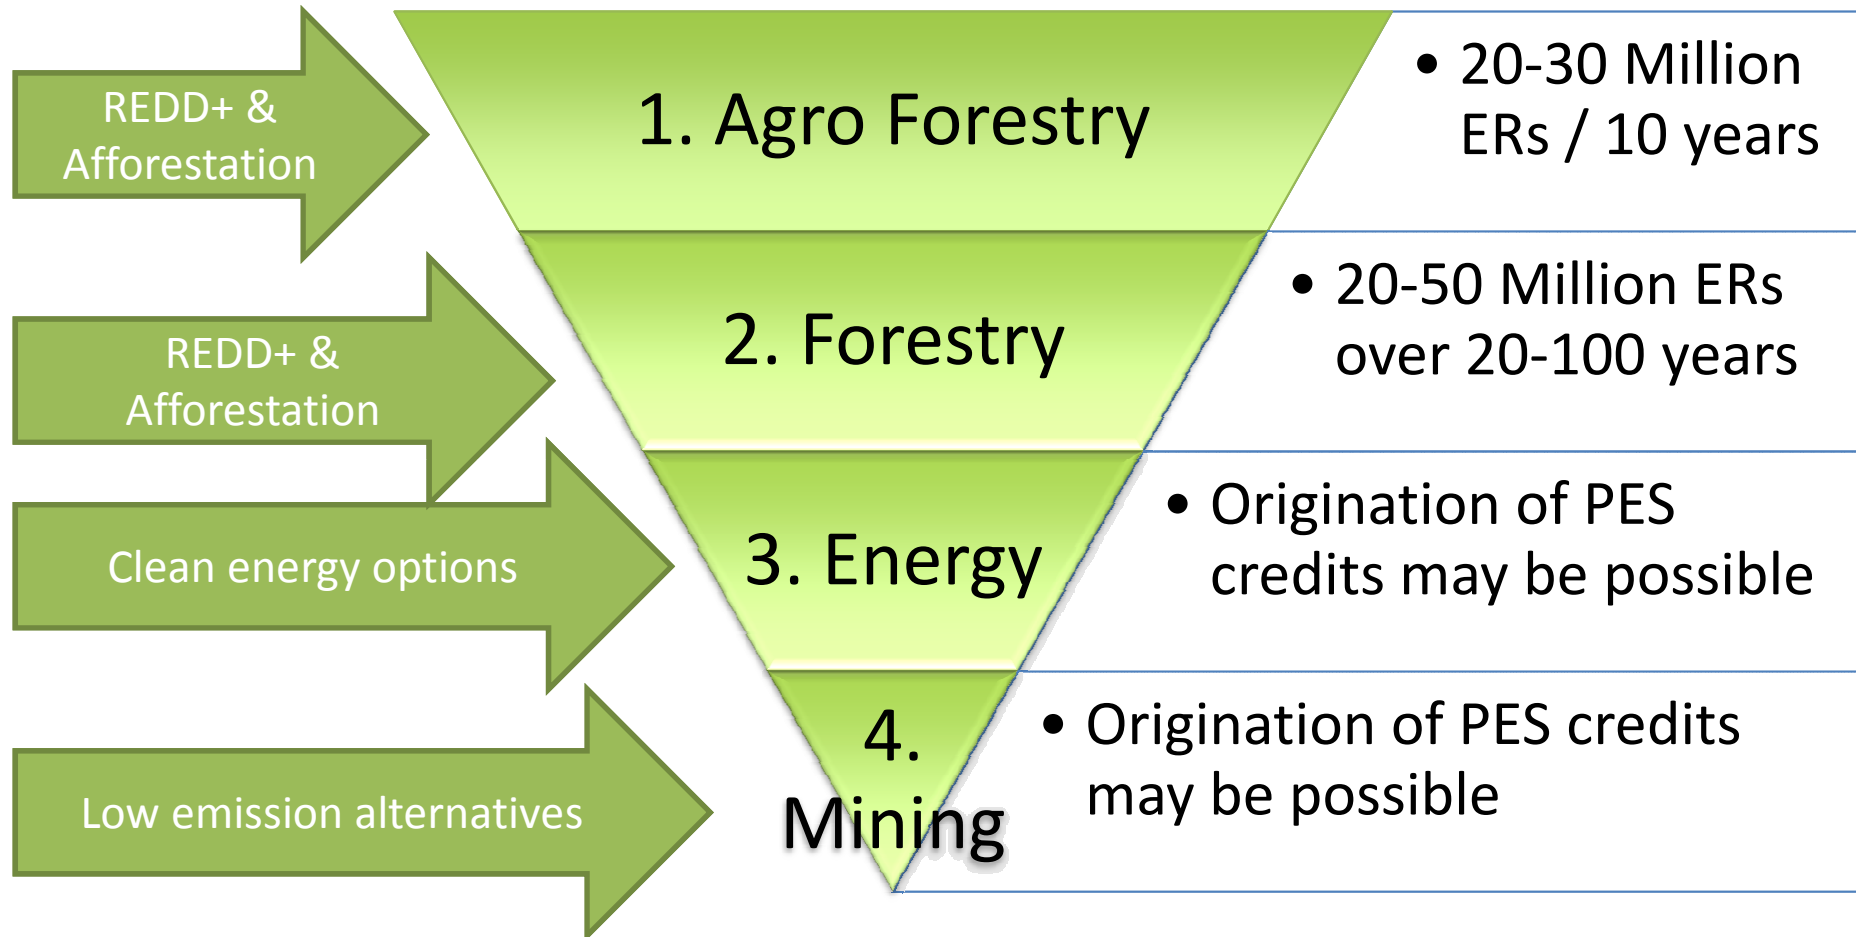 REDD+ &
Afforestation
1. Agro Forestry
• 20-30 Million
ERs / 10 years
REDD+ &
Afforestation
2. Forestry
• 20-50 Million ERs
over 20-100 years
Clean energy options
3. Energy
• Origination of PES
credits may be possible
Low emission alternatives
4.
Mining
• Origination of PES credits
may be possible